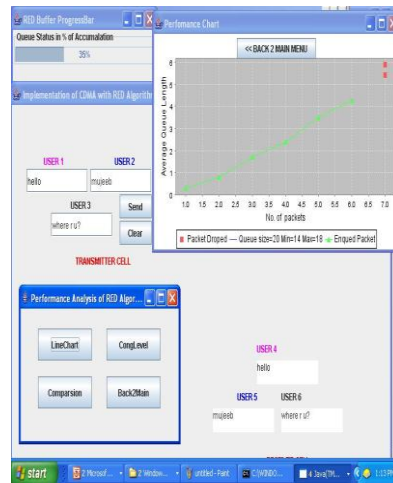 RED Buffer ProgressBar
Queue Status in % of Accumalation
35%
Perfomance Chart
<< BACK 2 MAIN MENU
Average Queue Length
6
5
4
3
2
1
0
1.0 1.5 2.0 2.5 3.0 3.5 4.0 4.5 5.0 5.5 6.0 6.5 7.0
No. of packets
Packet Droped — Queue size=20 Min=14 Max=18 Enqued Packet
Implementation of CDMA with RED Algorithm
USER 1 USER 2
hello mujeeb
USER 3
where r u?
Send
Clear
TRANSMITTER CELL
Performance Analysis of RED Algor...
LineChart CongLevel
Comparsion Back2Main
USER 4
hello
USER 5 USER 6
mujeeb where r u?
start 2 Microsof... 2 Window... untitled - Paint C:\WINDO... 4 Java(TM... 1:13 PM